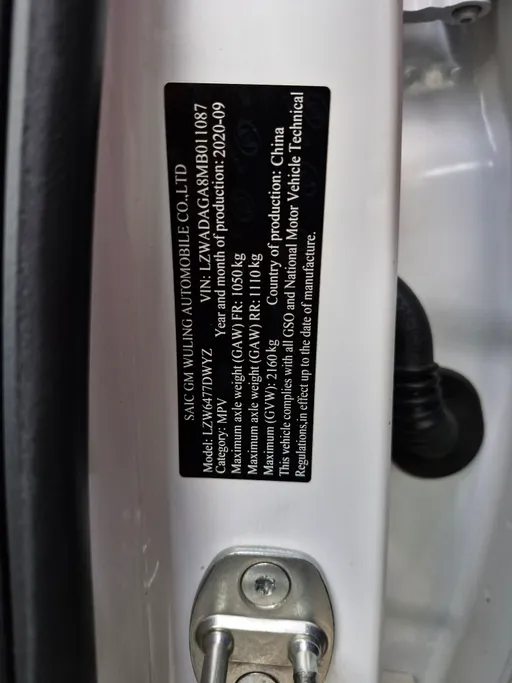 SAIC GM WULING AUTOMOBILE CO.,LTD
Model: LZW6477DWYZ VIN: LZWADAGA8MB011087
Category: MPV Year and month of production: 2020-09
Maximum axle weight (GAW) FR: 1050 kg
Maximum axle weight (GAW) RR: 1110 kg
Maximum (GVW): 2160 kg Country of production: China
This vehicle complies with all GSO and National Motor Vehicle Technical
Regulations,in effect up to the date of manufacture.